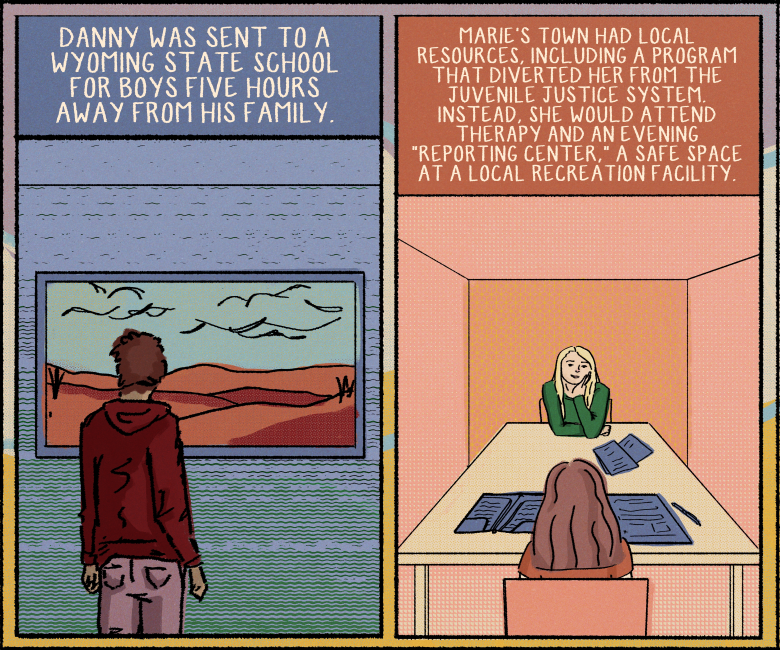 DANNY WAS SENT TO A
WYOMING STATE SCHOOL
FOR BOYS FIVE HOURS
AWAY FROM HIS FAMILY.
MARIE'S TOWN HAD LOCAL
RESOURCES, INCLUDING A PROGRAM
THAT DIVERTED HER FROM THE
JUVENILE JUSTICE SYSTEM.
INSTEAD, SHE WOULD ATTEND
THERAPY AND AN EVENING
"REPORTING CENTER," A SAFE SPACE
AT A LOCAL RECREATION FACILITY.